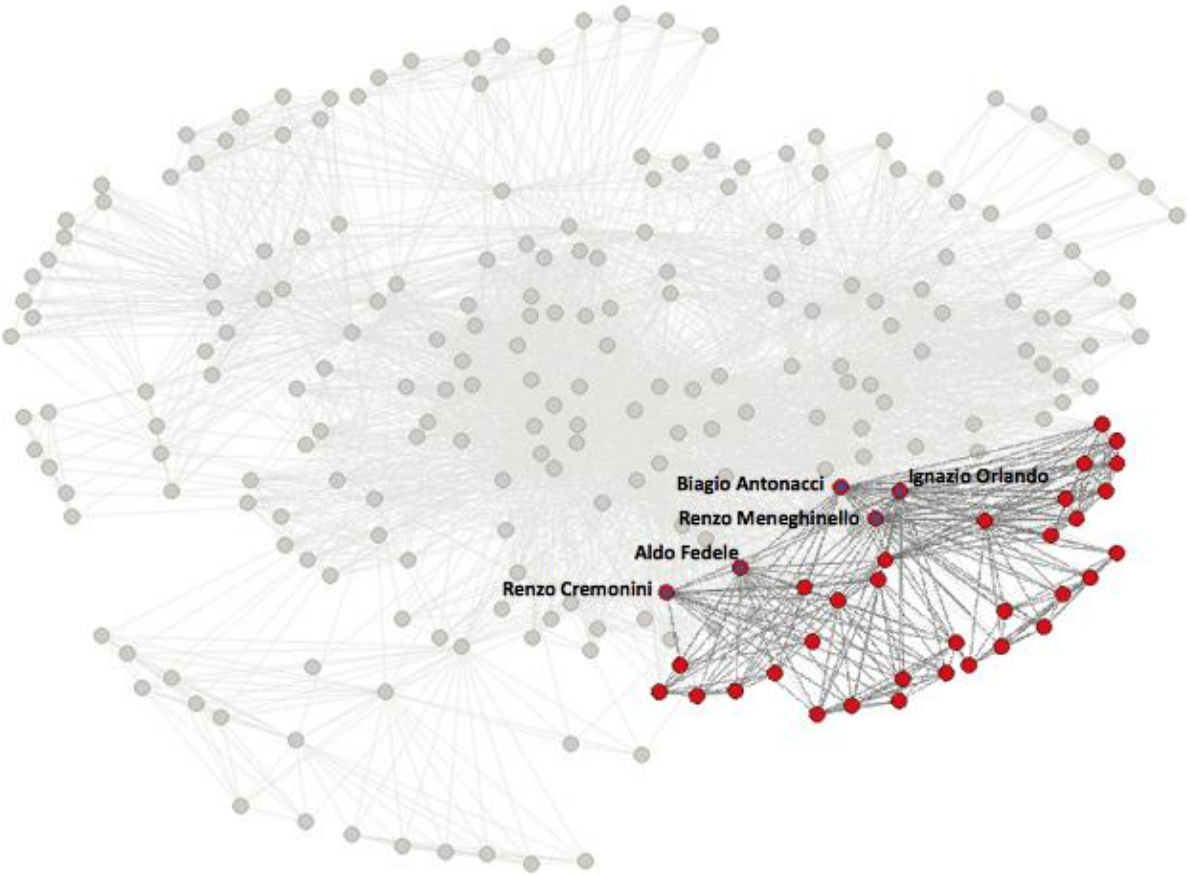 Biagio Antonacci
Ignazio Orlando
Renzo Meneghinello
Aldo Fedele
Renzo Cremonini